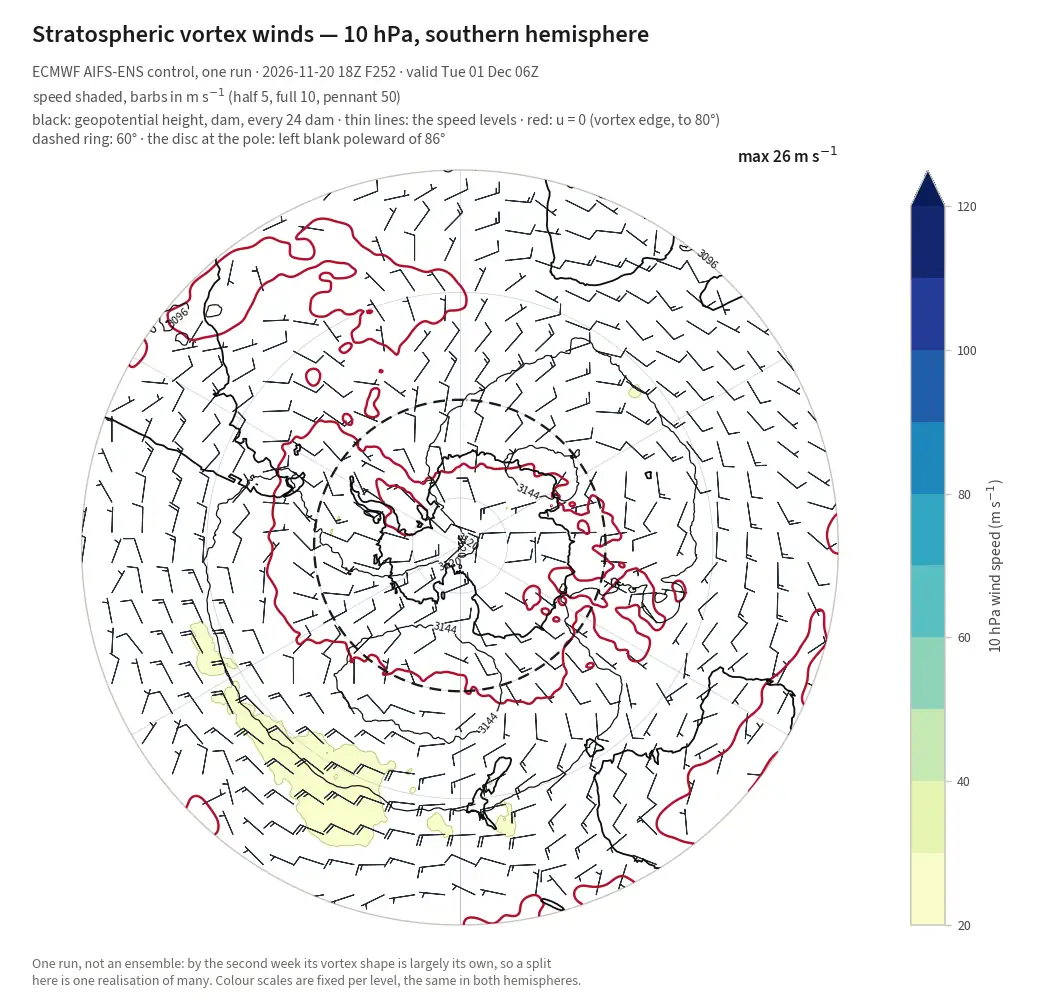 Stratospheric vortex winds — 10 hPa, southern hemisphere
ECMWF AIFS-ENS control, one run · 2026-11-20 18Z F252 · valid Tue 01 Dec 06Z
speed shaded, barbs in m s⁻¹ (half 5, full 10, pennant 50)
black: geopotential height, dam, every 24 dam · thin lines: the speed levels · red: u = 0 (vortex edge, to 80°)
dashed ring: 60° · the disc at the pole: left blank poleward of 86°
max 26 m s⁻¹
120
100
80
60
40
20
10 hPa wind speed (m s⁻¹)
3096
3096
3144
3144
3144
One run, not an ensemble: by the second week its vortex shape is largely its own, so a split
here is one realisation of many. Colour scales are fixed per level, the same in both hemispheres.